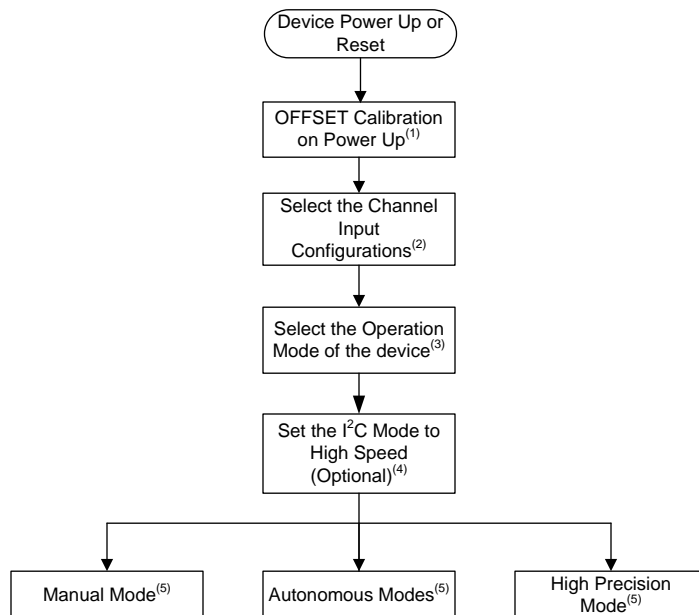 Device Power Up or
Reset
OFFSET Calibration
on Power Up(1)
Select the Channel
Input
Configurations(2)
Select the Operation
Mode of the device(3)
Set the I2C Mode to
High Speed
(Optional)(4)
Manual Mode(5)
Autonomous Modes(5)
High Precision
Mode(5)